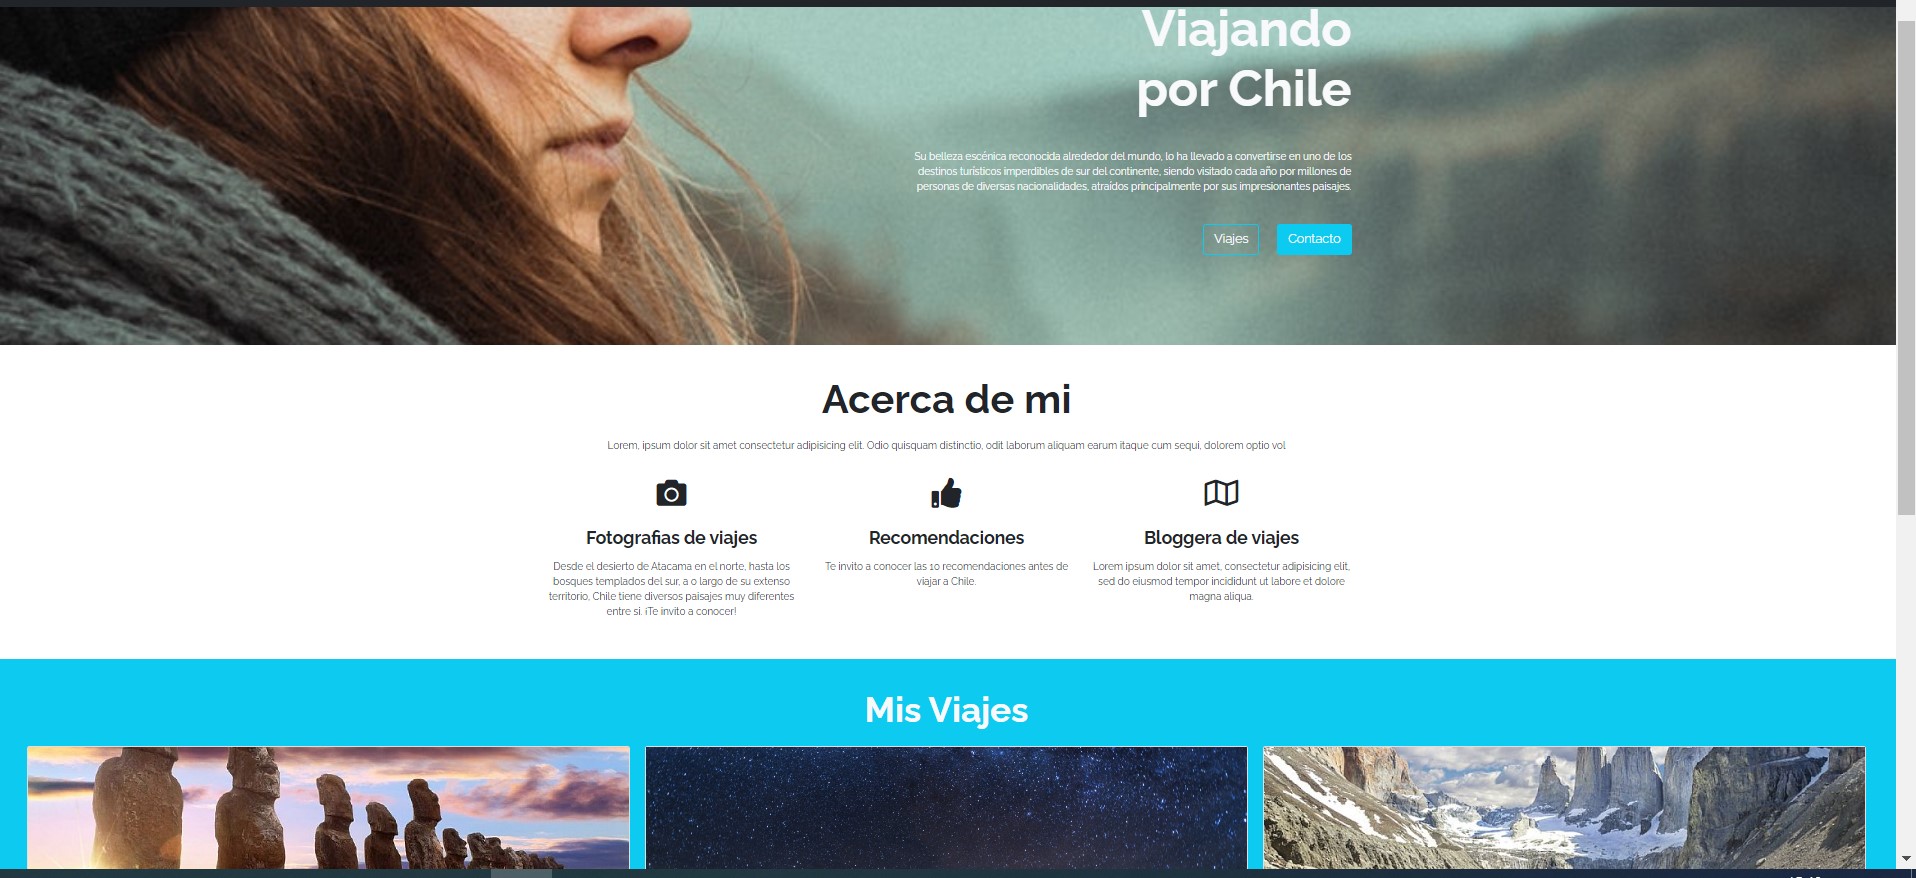 Viajando
por Chile
Su belleza escénica reconocida alrededor del mundo, lo ha llevado a convertirse en uno de los
destinos turísticos imperdibles de sur del continente, siendo visitado cada año por millones de
personas de diversas nacionalidades, atraídos principalmente por sus impresionantes paisajes.
Viajes
Contacto
Acerca de mi
Lorem, ipsum dolor sit amet consectetur adipisicing elit. Odio quisquam distinctio, odit laborum aliquam earum itaque cum sequi, dolorem optio vol
Fotografias de viajes
Desde el desierto de Atacama en el norte, hasta los
bosques templados del sur, a o largo de su extenso
territorio, Chile tiene diversos paisajes muy diferentes
entre si. ¡Te invito a conocer!
Recomendaciones
Te invito a conocer las 10 recomendaciones antes de
viajar a Chile.
Bloggera de viajes
Lorem ipsum dolor sit amet, consectetur adipisicing elit,
sed do eiusmod tempor incididunt ut labore et dolore
magna aliqua.
Mis Viajes